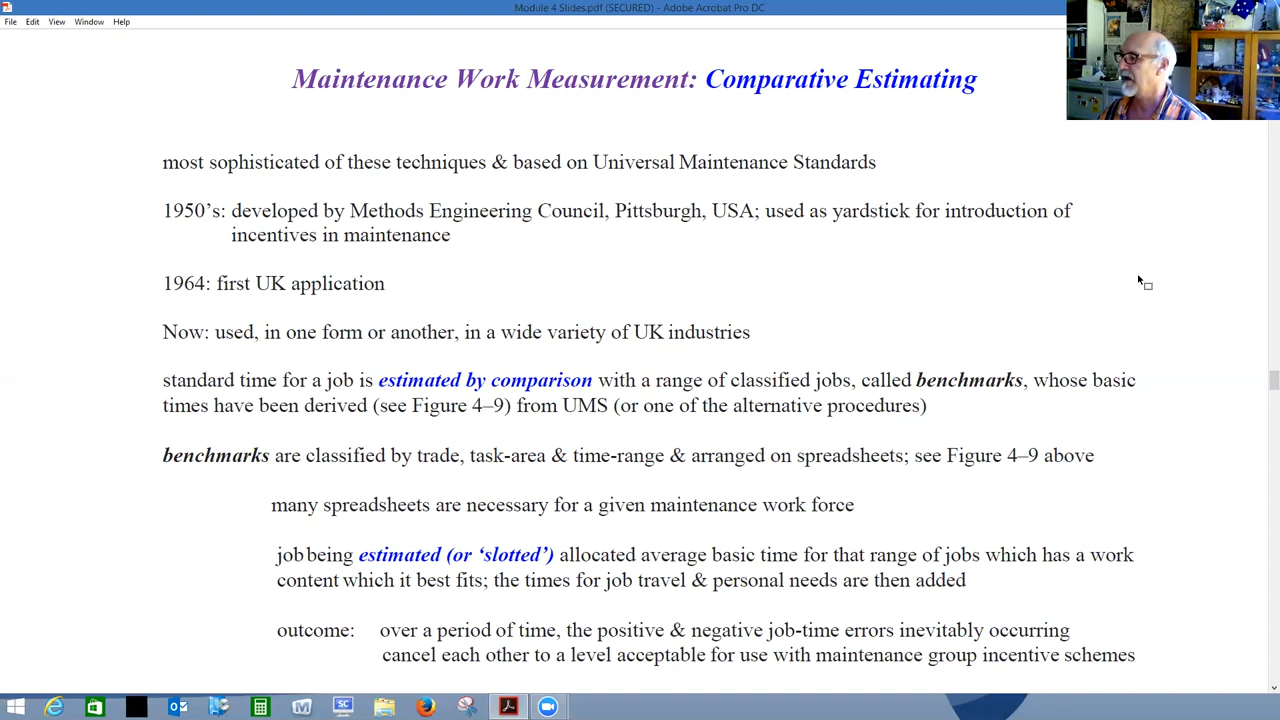 Module 4 Slides.pdf (SECURED) - Adobe Acrobat Pro DC
File Edit View Window Help
Maintenance Work Measurement: Comparative Estimating
most sophisticated of these techniques & based on Universal Maintenance Standards
1950's: developed by Methods Engineering Council, Pittsburgh, USA; used as yardstick for introduction of
incentives in maintenance
1964: first UK application
Now: used, in one form or another, in a wide variety of UK industries
standard time for a job is estimated by comparison with a range of classified jobs, called benchmarks, whose basic
times have been derived (see Figure 4–9) from UMS (or one of the alternative procedures)
benchmarks are classified by trade, task-area & time-range & arranged on spreadsheets; see Figure 4–9 above
many spreadsheets are necessary for a given maintenance work force
job being estimated (or ‘slotted’) allocated average basic time for that range of jobs which has a work
content which it best fits; the times for job travel & personal needs are then added
outcome: over a period of time, the positive & negative job-time errors inevitably occurring
cancel each other to a level acceptable for use with maintenance group incentive schemes